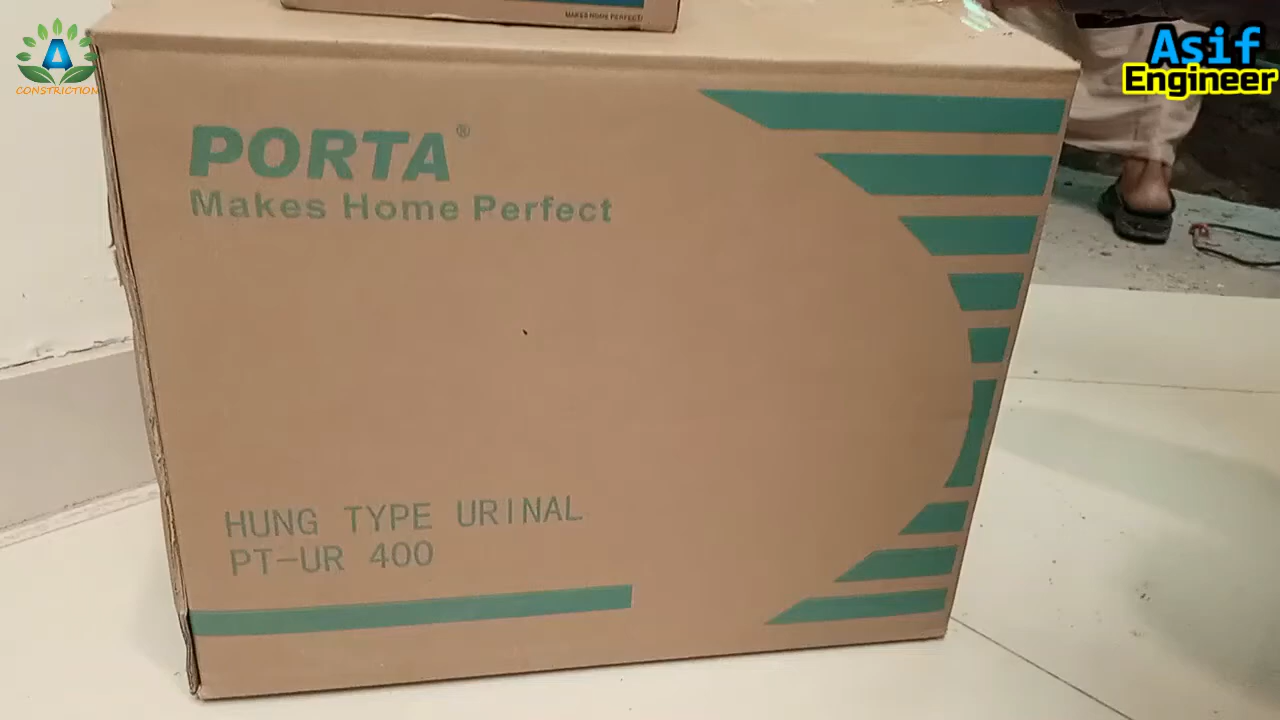 MAKES HOME PERFECT
A
CONSTRICTION
Asif
Engineer
PORTA®
Makes Home Perfect
HUNG TYPE URINAL
PT-UR 400